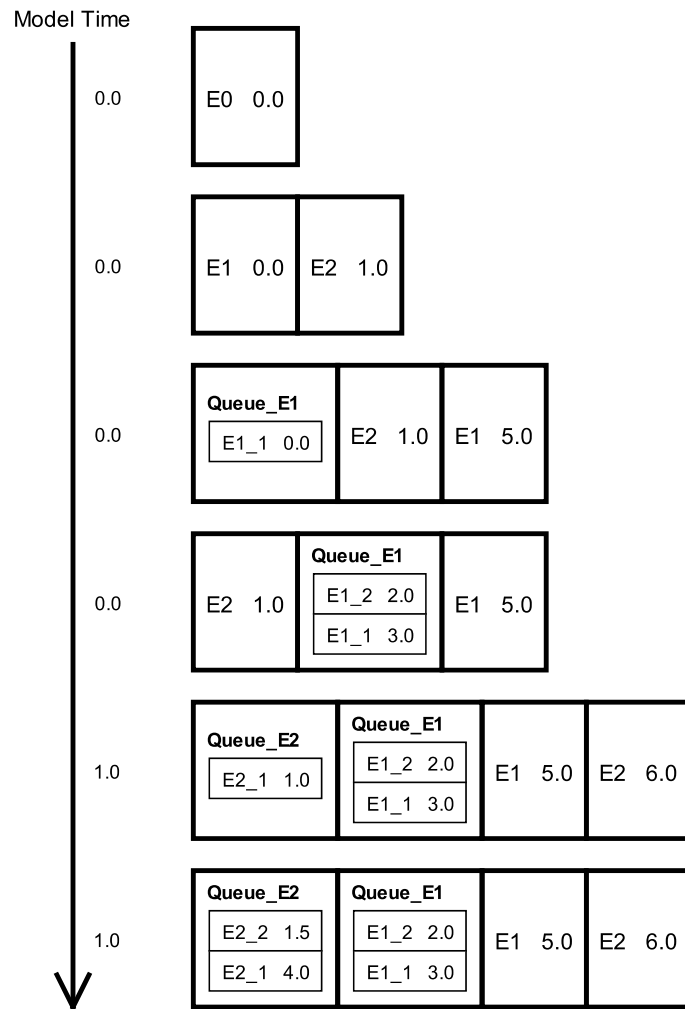 Model Time
0.0
E0 0.0
0.0
E1 0.0
E2 1.0
0.0
Queue_E1
E1_1 0.0
E2 1.0
E1 5.0
0.0
E2 1.0
Queue_E1
E1_2 2.0
E1_1 3.0
E1 5.0
1.0
Queue_E2
E2_1 1.0
Queue_E1
E1_2 2.0
E1_1 3.0
E1 5.0
E2 6.0
1.0
Queue_E2
E2_2 1.5
E2_1 4.0
Queue_E1
E1_2 2.0
E1_1 3.0
E1 5.0
E2 6.0